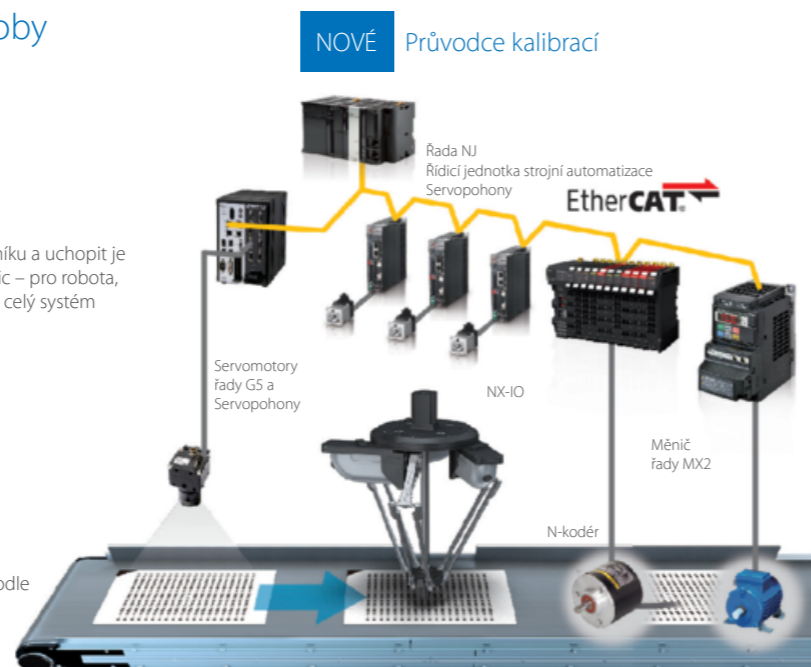 oby
NOVÉ Průvodce kalibrací
Řada NJ
Řídicí jednotka strojní automatizace
Servopohony
EtherCAT®
níku a uchopit je
ic – pro robota,
celý systém
Servomotory
řady G5 a
Servopohony
NX-IO
Měnič
řady MX2
N-kodér
odle